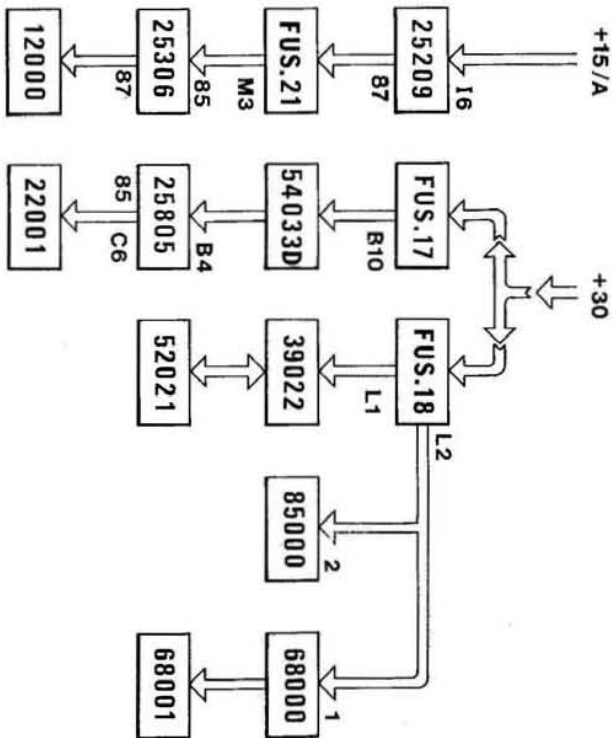 +15/A +30
I6 L2
25209 FUS.17 FUS.18
87 B10 L1
2 1
FUS.21 54033D 39022 85000 68000
M3
85 B4
25306 25805 52021 68001
87 85 C6
12000 22001